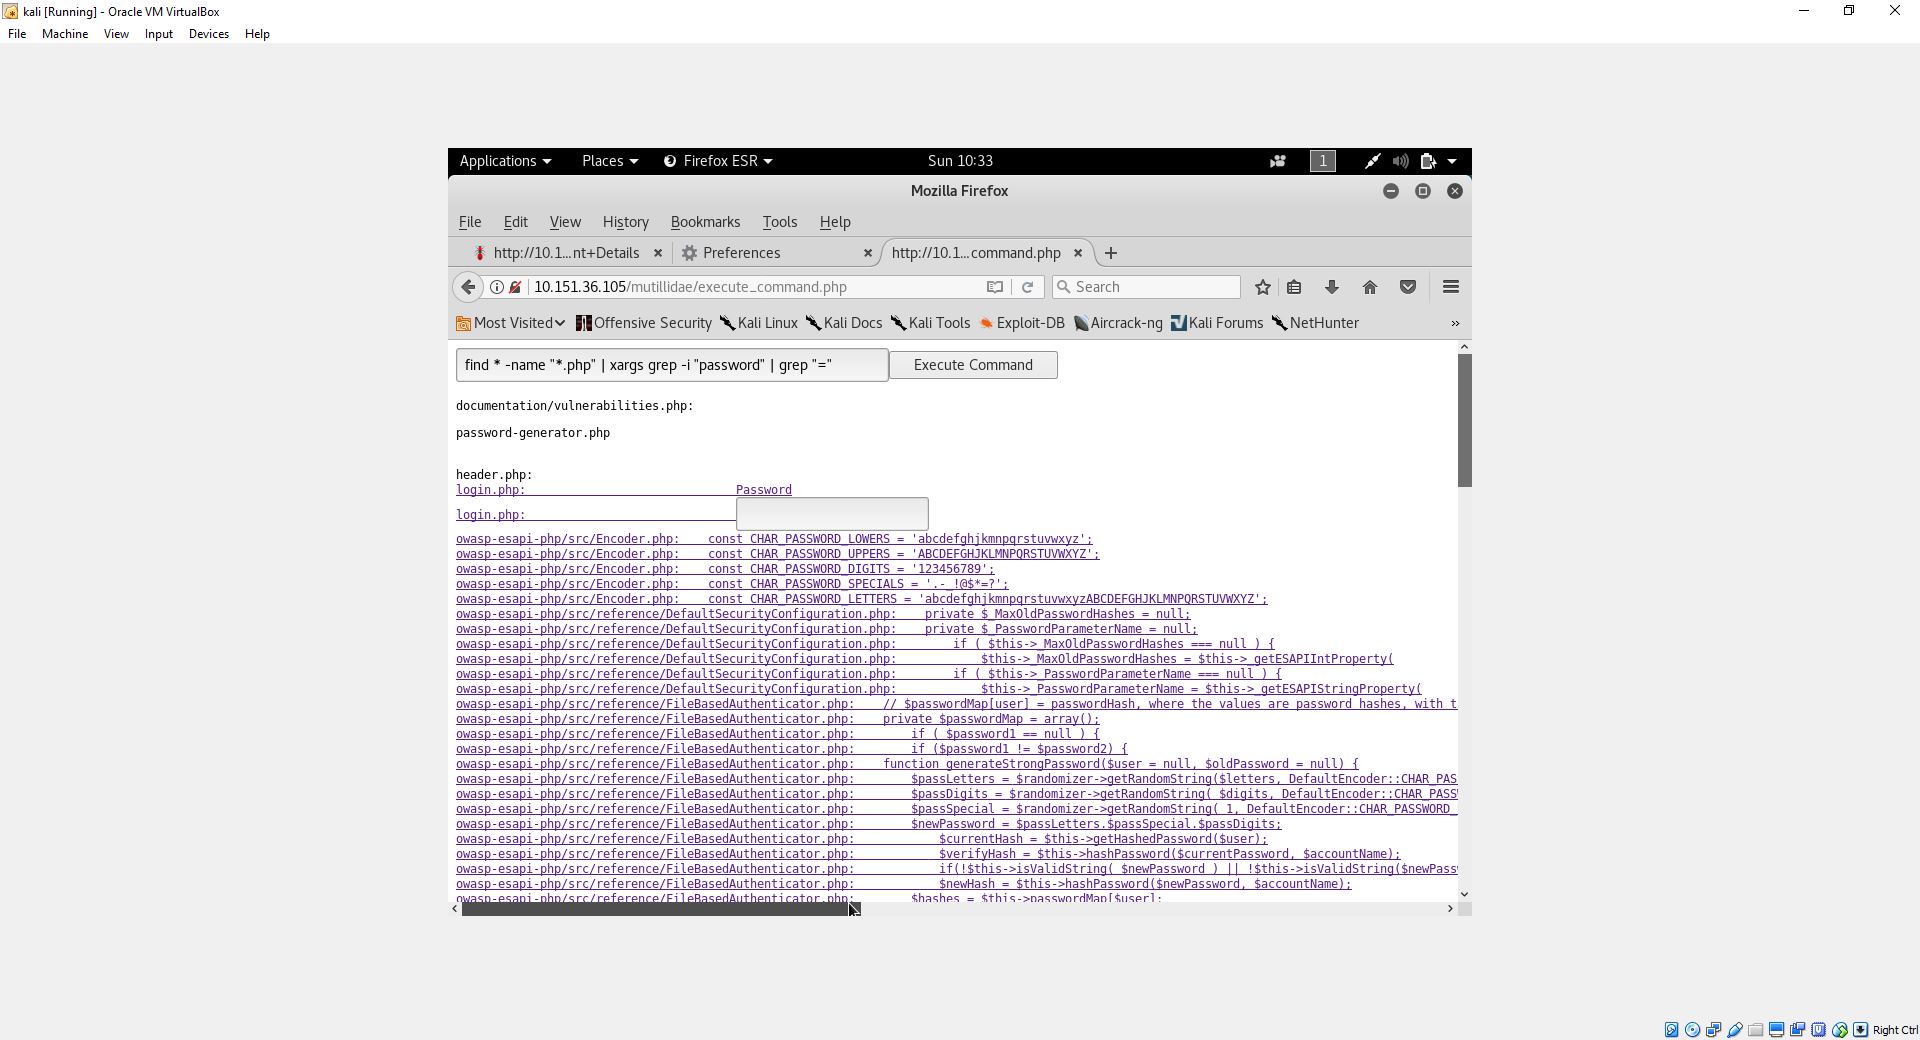 kali [Running] - Oracle VM VirtualBox
File Machine View Input Devices Help
Applications Places Firefox ESR Sun 10:33 1
Mozilla Firefox
File Edit View History Bookmarks Tools Help
http://10.1...nt+Details Preferences http://10.1...command.php
10.151.36.105/mutillidae/execute_command.php Search
Most Visited Offensive Security Kali Linux Kali Docs Kali Tools Exploit-DB Aircrack-ng Kali Forums NetHunter »
find * -name "*.php" | xargs grep -i "password" | grep "=" Execute Command
documentation/vulnerabilities.php:
password-generator.php
header.php:
login.php: Password
login.php:
owasp-esapi-php/src/Encoder.php: const CHAR_PASSWORD_LOWERS = 'abcdefghjkmnpqrstuvwxyz';
owasp-esapi-php/src/Encoder.php: const CHAR_PASSWORD_UPPERS = 'ABCDEFGHJKLMNPQRSTUVWXYZ';
owasp-esapi-php/src/Encoder.php: const CHAR_PASSWORD_DIGITS = '123456789';
owasp-esapi-php/src/Encoder.php: const CHAR_PASSWORD_SPECIALS = '.-_!@$*=?';
owasp-esapi-php/src/Encoder.php: const CHAR_PASSWORD_LETTERS = 'abcdefghjkmnpqrstuvwxyzABCDEFGHJKLMNPQRSTUVWXYZ';
owasp-esapi-php/src/reference/DefaultSecurityConfiguration.php: private $_MaxOldPasswordHashes = null;
owasp-esapi-php/src/reference/DefaultSecurityConfiguration.php: private $_PasswordParameterName = null;
owasp-esapi-php/src/reference/DefaultSecurityConfiguration.php: if ( $this->_MaxOldPasswordHashes === null ) {
owasp-esapi-php/src/reference/DefaultSecurityConfiguration.php: $this->_MaxOldPasswordHashes = $this->_getESAPIIntProperty(
owasp-esapi-php/src/reference/DefaultSecurityConfiguration.php: if ( $this->_PasswordParameterName === null ) {
owasp-esapi-php/src/reference/DefaultSecurityConfiguration.php: $this->_PasswordParameterName = $this->_getESAPIStringProperty(
owasp-esapi-php/src/reference/FileBasedAuthenticator.php: // $passwordMap[user] = passwordHash, where the values are password hashes, with t
owasp-esapi-php/src/reference/FileBasedAuthenticator.php: private $passwordMap = array();
owasp-esapi-php/src/reference/FileBasedAuthenticator.php: if ( $password1 == null ) {
owasp-esapi-php/src/reference/FileBasedAuthenticator.php: if ($password1 != $password2) {
owasp-esapi-php/src/reference/FileBasedAuthenticator.php: function generateStrongPassword($user = null, $oldPassword = null) {
owasp-esapi-php/src/reference/FileBasedAuthenticator.php: $passLetters = $randomizer->getRandomString($letters, DefaultEncoder::CHAR_PAS
owasp-esapi-php/src/reference/FileBasedAuthenticator.php: $passDigits = $randomizer->getRandomString( $digits, DefaultEncoder::CHAR_PASS
owasp-esapi-php/src/reference/FileBasedAuthenticator.php: $passSpecial = $randomizer->getRandomString( 1, DefaultEncoder::CHAR_PASSWORD_
owasp-esapi-php/src/reference/FileBasedAuthenticator.php: $newPassword = $passLetters.$passSpecial.$passDigits;
owasp-esapi-php/src/reference/FileBasedAuthenticator.php: $currentHash = $this->getHashedPassword($user);
owasp-esapi-php/src/reference/FileBasedAuthenticator.php: $verifyHash = $this->hashPassword($currentPassword, $accountName);
owasp-esapi-php/src/reference/FileBasedAuthenticator.php: if(!$this->isValidString( $newPassword ) || !$this->isValidString($newPass
owasp-esapi-php/src/reference/FileBasedAuthenticator.php: $newHash = $this->hashPassword($newPassword, $accountName);
owasp-esapi-php/src/reference/FileBasedAuthenticator.php: $hashes = $this->passwordMap[$user];
Right Ctrl